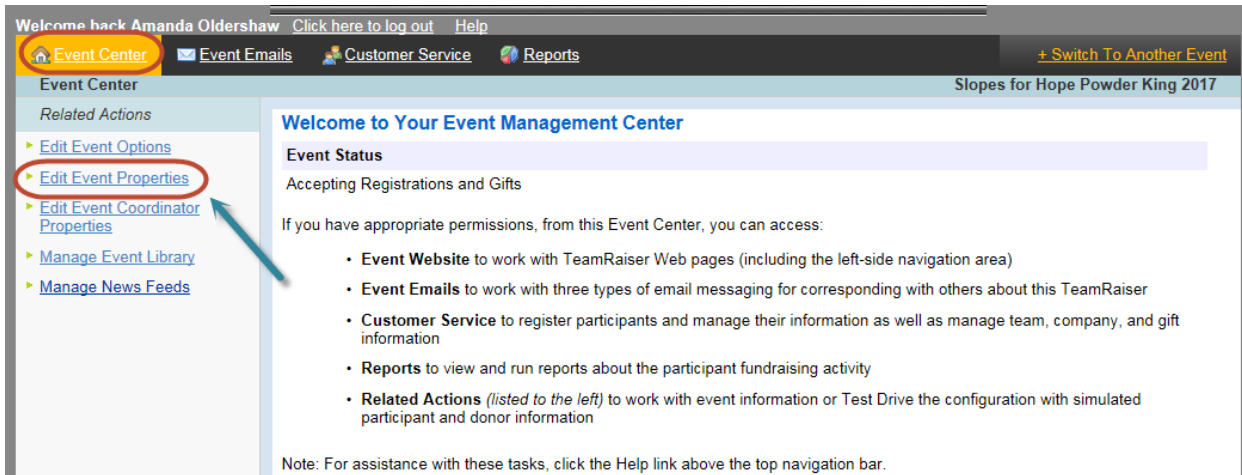 Welcome back Amanda Oldershaw Click here to log out Help
Event Center Event Emails Customer Service Reports + Switch To Another Event
Event Center Slopes for Hope Powder King 2017
Related Actions
Edit Event Options
Edit Event Properties
Edit Event Coordinator
Properties
Manage Event Library
Manage News Feeds
Welcome to Your Event Management Center
Event Status
Accepting Registrations and Gifts
If you have appropriate permissions, from this Event Center, you can access:
• Event Website to work with TeamRaiser Web pages (including the left-side navigation area)
• Event Emails to work with three types of email messaging for corresponding with others about this TeamRaiser
• Customer Service to register participants and manage their information as well as manage team, company, and gift
information
• Reports to view and run reports about the participant fundraising activity
• Related Actions (listed to the left) to work with event information or Test Drive the configuration with simulated
participant and donor information
Note: For assistance with these tasks, click the Help link above the top navigation bar.